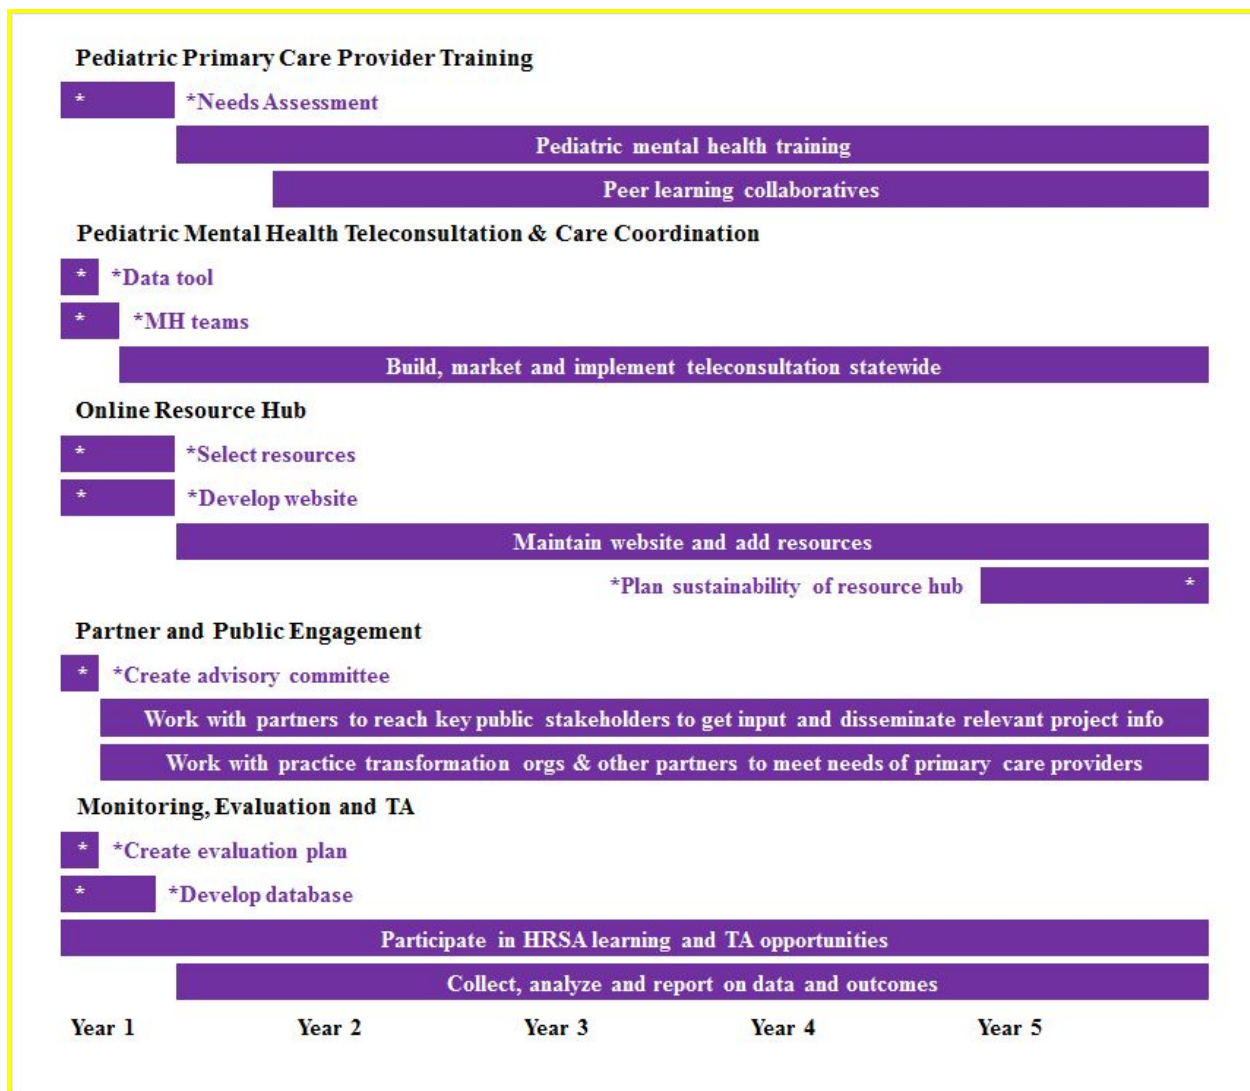 Pediatric Primary Care Provider Training
* *Needs Assessment
Pediatric mental health training
Peer learning collaboratives
Pediatric Mental Health Teleconsultation & Care Coordination
* *Data tool
* *MH teams
Build, market and implement teleconsultation statewide
Online Resource Hub
* *Select resources
* *Develop website
Maintain website and add resources
*Plan sustainability of resource hub *
Partner and Public Engagement
* *Create advisory committee
Work with partners to reach key public stakeholders to get input and disseminate relevant project info
Work with practice transformation orgs & other partners to meet needs of primary care providers
Monitoring, Evaluation and TA
* *Create evaluation plan
* *Develop database
Participate in HRSA learning and TA opportunities
Collect, analyze and report on data and outcomes
Year 1 Year 2 Year 3 Year 4 Year 5